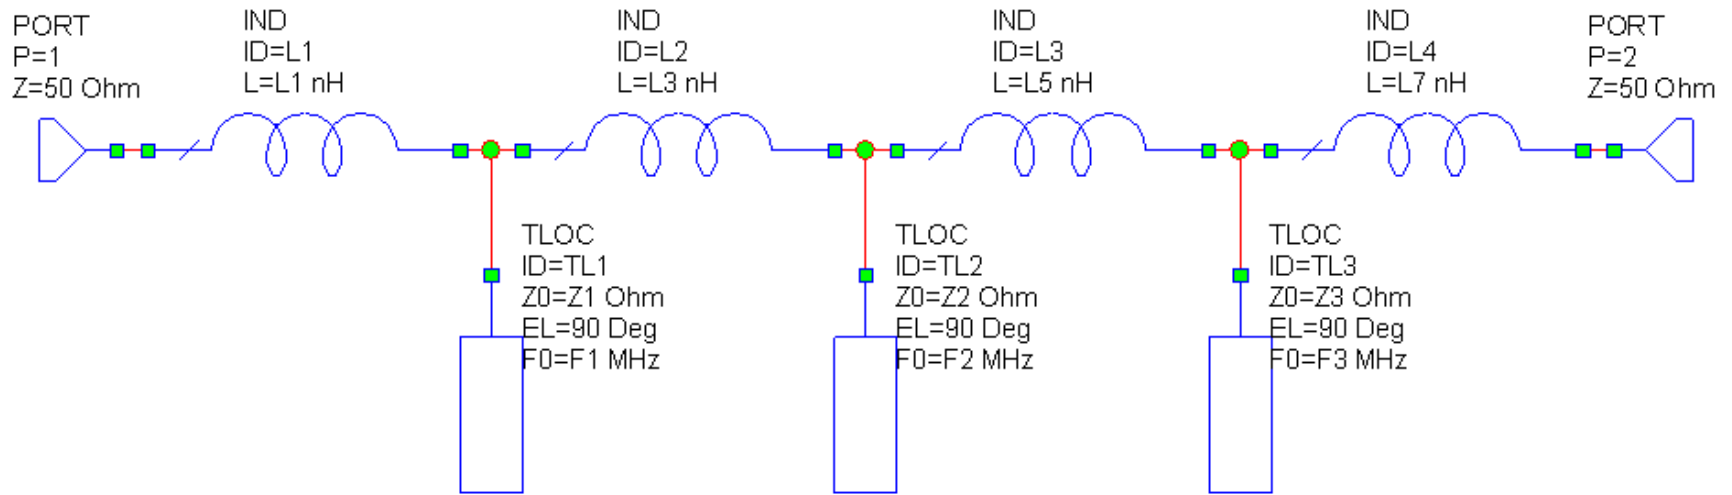 PORT
P=1
Z=50 Ohm
IND
ID=L1
L=L1 nH
IND
ID=L2
L=L3 nH
IND
ID=L3
L=L5 nH
IND
ID=L4
L=L7 nH
PORT
P=2
Z=50 Ohm
TLOC
ID=TL1
Z0=Z1 Ohm
EL=90 Deg
F0=F1 MHz
TLOC
ID=TL2
Z0=Z2 Ohm
EL=90 Deg
F0=F2 MHz
TLOC
ID=TL3
Z0=Z3 Ohm
EL=90 Deg
F0=F3 MHz